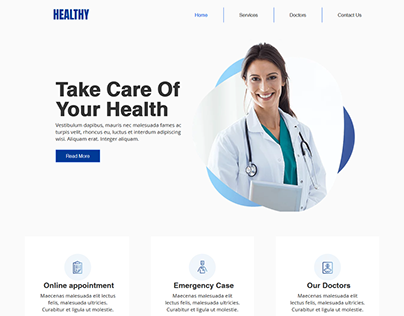 HEALTHY
Home
Services
Doctors
Contact Us
Take Care Of
Your Health
Vestibulum dapibus, mauris nec malesuada fames ac
turpis velit, rhoncus eu, luctus et interdum adipiscing
wisi. Aliquam erat. Integer aliquam.
Read More
Online appointment
Maecenas malesuada elit lectus
felis, malesuada ultricies.
Curabitur et ligula ut molestie.
Emergency Case
Maecenas malesuada elit lectus
felis, malesuada ultricies.
Curabitur et ligula ut molestie.
Our Doctors
Maecenas malesuada elit lectus
felis, malesuada ultricies.
Curabitur et ligula ut molestie.